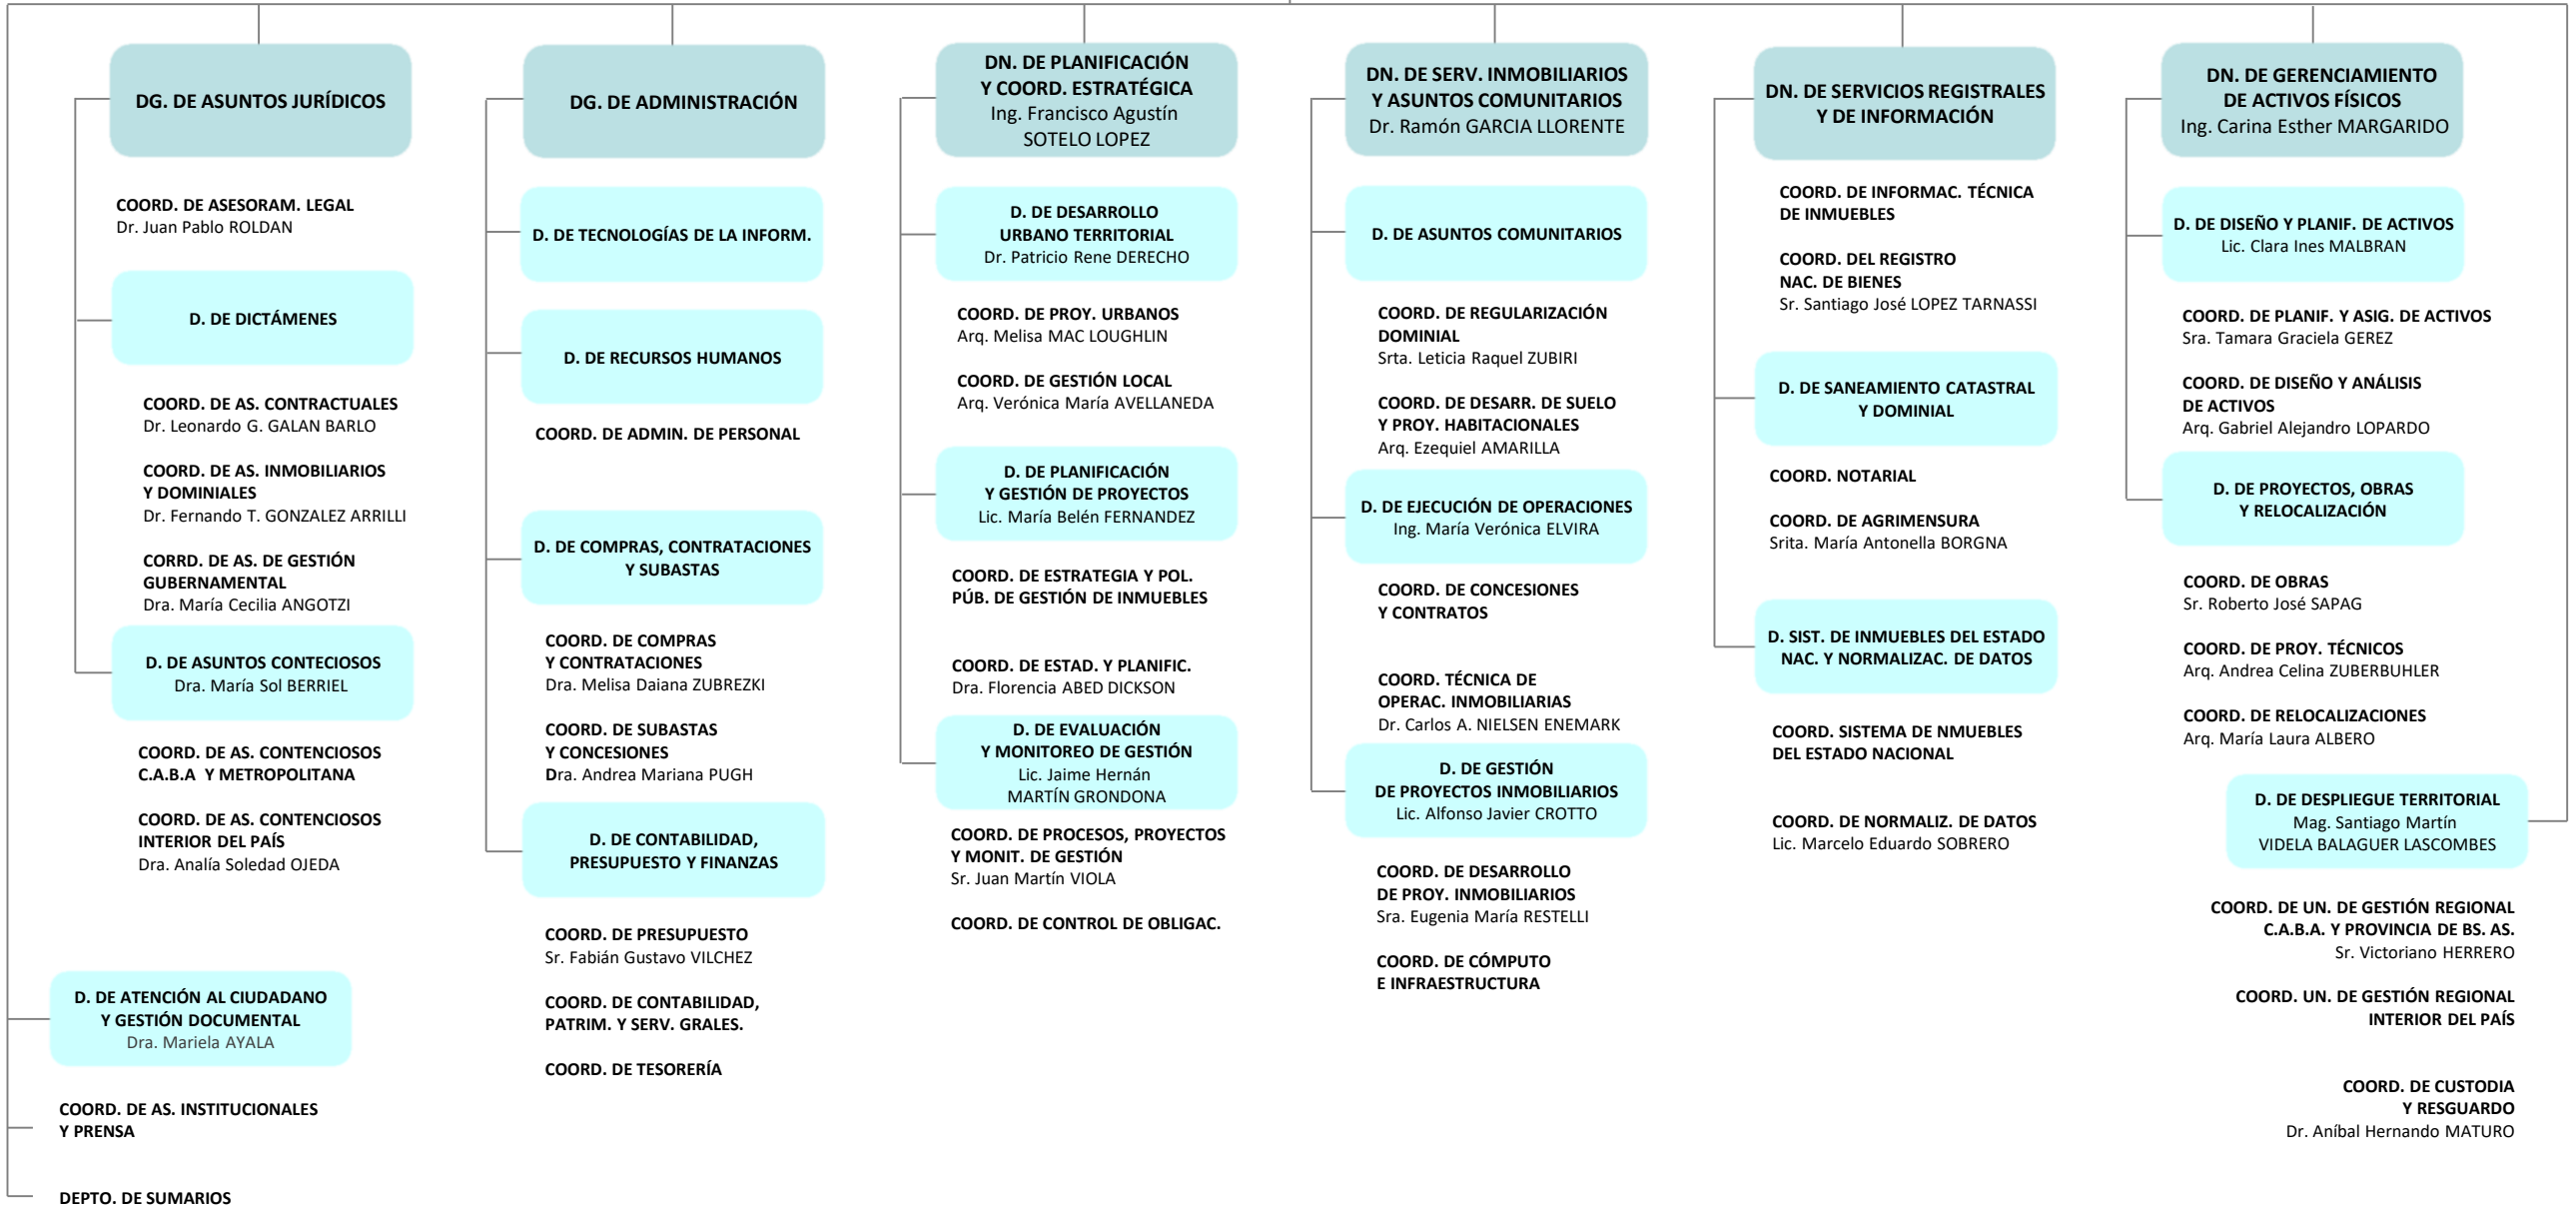 DG. DE ASUNTOS JURÍDICOS
COORD. DE ASESORAM. LEGAL
Dr. Juan Pablo ROLDAN
D. DE DICTÁMENES
COORD. DE AS. CONTRACTUALES
Dr. Leonardo G. GALAN BARLO
COORD. DE AS. INMOBILIARIOS
Y DOMINIALES
Dr. Fernando T. GONZALEZ ARRILLI
CORRD. DE AS. DE GESTIÓN
GUBERNAMENTAL
Dra. María Cecilia ANGOTZI
D. DE ASUNTOS CONTECIOSOS
Dra. María Sol BERRIEL
COORD. DE AS. CONTENCIOSOS
C.A.B.A Y METROPOLITANA
COORD. DE AS. CONTENCIOSOS
INTERIOR DEL PAÍS
Dra. Analía Soledad OJEDA
D. DE ATENCIÓN AL CIUDADANO
Y GESTIÓN DOCUMENTAL
Dra. Mariela AYALA
COORD. DE AS. INSTITUCIONALES
Y PRENSA
DEPTO. DE SUMARIOS
DG. DE ADMINISTRACIÓN
D. DE TECNOLOGÍAS DE LA INFORM.
D. DE RECURSOS HUMANOS
COORD. DE ADMIN. DE PERSONAL
D. DE COMPRAS, CONTRATACIONES
Y SUBASTAS
COORD. DE COMPRAS
Y CONTRATACIONES
Dra. Melisa Daiana ZUBREZKI
COORD. DE SUBASTAS
Y CONCESIONES
Dra. Andrea Mariana PUGH
D. DE CONTABILIDAD,
PRESUPUESTO Y FINANZAS
COORD. DE PRESUPUESTO
Sr. Fabián Gustavo VILCHEZ
COORD. DE CONTABILIDAD,
PATRIM. Y SERV. GRALES.
COORD. DE TESORERÍA
DN. DE PLANIFICACIÓN
Y COORD. ESTRATÉGICA
Ing. Francisco Agustín
SOTELO LOPEZ
D. DE DESARROLLO
URBANO TERRITORIAL
Dr. Patricio Rene DERECHO
COORD. DE PROY. URBANOS
Arq. Melisa MAC LOUGHLIN
COORD. DE GESTIÓN LOCAL
Arq. Verónica María AVELLANEDA
D. DE PLANIFICACIÓN
Y GESTIÓN DE PROYECTOS
Lic. María Belén FERNANDEZ
COORD. DE ESTRATEGIA Y POL.
PÚB. DE GESTIÓN DE INMUEBLES
COORD. DE ESTAD. Y PLANIFIC.
Dra. Florencia ABED DICKSON
D. DE EVALUACIÓN
Y MONITOREO DE GESTIÓN
Lic. Jaime Hernán
MARTÍN GRONDONA
COORD. DE PROCESOS, PROYECTOS
Y MONIT. DE GESTIÓN
Sr. Juan Martín VIOLA
COORD. DE CONTROL DE OBLIGAC.
DN. DE SERV. INMOBILIARIOS
Y ASUNTOS COMUNITARIOS
Dr. Ramón GARCIA LLORENTE
D. DE ASUNTOS COMUNITARIOS
COORD. DE REGULARIZACIÓN
DOMINIAL
Srta. Leticia Raquel ZUBIRI
COORD. DE DESARR. DE SUELO
Y PROY. HABITACIONALES
Arq. Ezequiel AMARILLA
D. DE EJECUCIÓN DE OPERACIONES
Ing. María Verónica ELVIRA
COORD. DE CONCESIONES
Y CONTRATOS
COORD. TÉCNICA DE
OPERAC. INMOBILIARIAS
Dr. Carlos A. NIELSEN ENEMARK
D. DE GESTIÓN
DE PROYECTOS INMOBILIARIOS
Lic. Alfonso Javier CROTTO
COORD. DE DESARROLLO
DE PROY. INMOBILIARIOS
Sra. Eugenia María RESTELLI
COORD. DE CÓMPUTO
E INFRAESTRUCTURA
DN. DE SERVICIOS REGISTRALES
Y DE INFORMACIÓN
COORD. DE INFORMAC. TÉCNICA
DE INMUEBLES
COORD. DEL REGISTRO
NAC. DE BIENES
Sr. Santiago José LOPEZ TARNASSI
D. DE SANEAMIENTO CATASTRAL
Y DOMINIAL
COORD. NOTARIAL
COORD. DE AGRIMENSURA
Srita. María Antonella BORGNA
D. SIST. DE INMUEBLES DEL ESTADO
NAC. Y NORMALIZAC. DE DATOS
COORD. SISTEMA DE NMUEBLES
DEL ESTADO NACIONAL
COORD. DE NORMALIZ. DE DATOS
Lic. Marcelo Eduardo SOBRERO
DN. DE GERENCIAMIENTO
DE ACTIVOS FÍSICOS
Ing. Carina Esther MARGARIDO
D. DE DISEÑO Y PLANIF. DE ACTIVOS
Lic. Clara Ines MALBRAN
COORD. DE PLANIF. Y ASIG. DE ACTIVOS
Sra. Tamara Graciela GEREZ
COORD. DE DISEÑO Y ANÁLISIS
DE ACTIVOS
Arq. Gabriel Alejandro LOPARDO
D. DE PROYECTOS, OBRAS
Y RELOCALIZACIÓN
COORD. DE OBRAS
Sr. Roberto José SAPAG
COORD. DE PROY. TÉCNICOS
Arq. Andrea Celina ZUBERBUHLER
COORD. DE RELOCALIZACIONES
Arq. María Laura ALBERO
D. DE DESPLIEGUE TERRITORIAL
Mag. Santiago Martín
VIDELA BALAGUER LASCOMBES
COORD. DE UN. DE GESTIÓN REGIONAL
C.A.B.A. Y PROVINCIA DE BS. AS.
Sr. Victoriano HERRERO
COORD. UN. DE GESTIÓN REGIONAL
INTERIOR DEL PAÍS
COORD. DE CUSTODIA
Y RESGUARDO
Dr. Aníbal Hernando MATURO